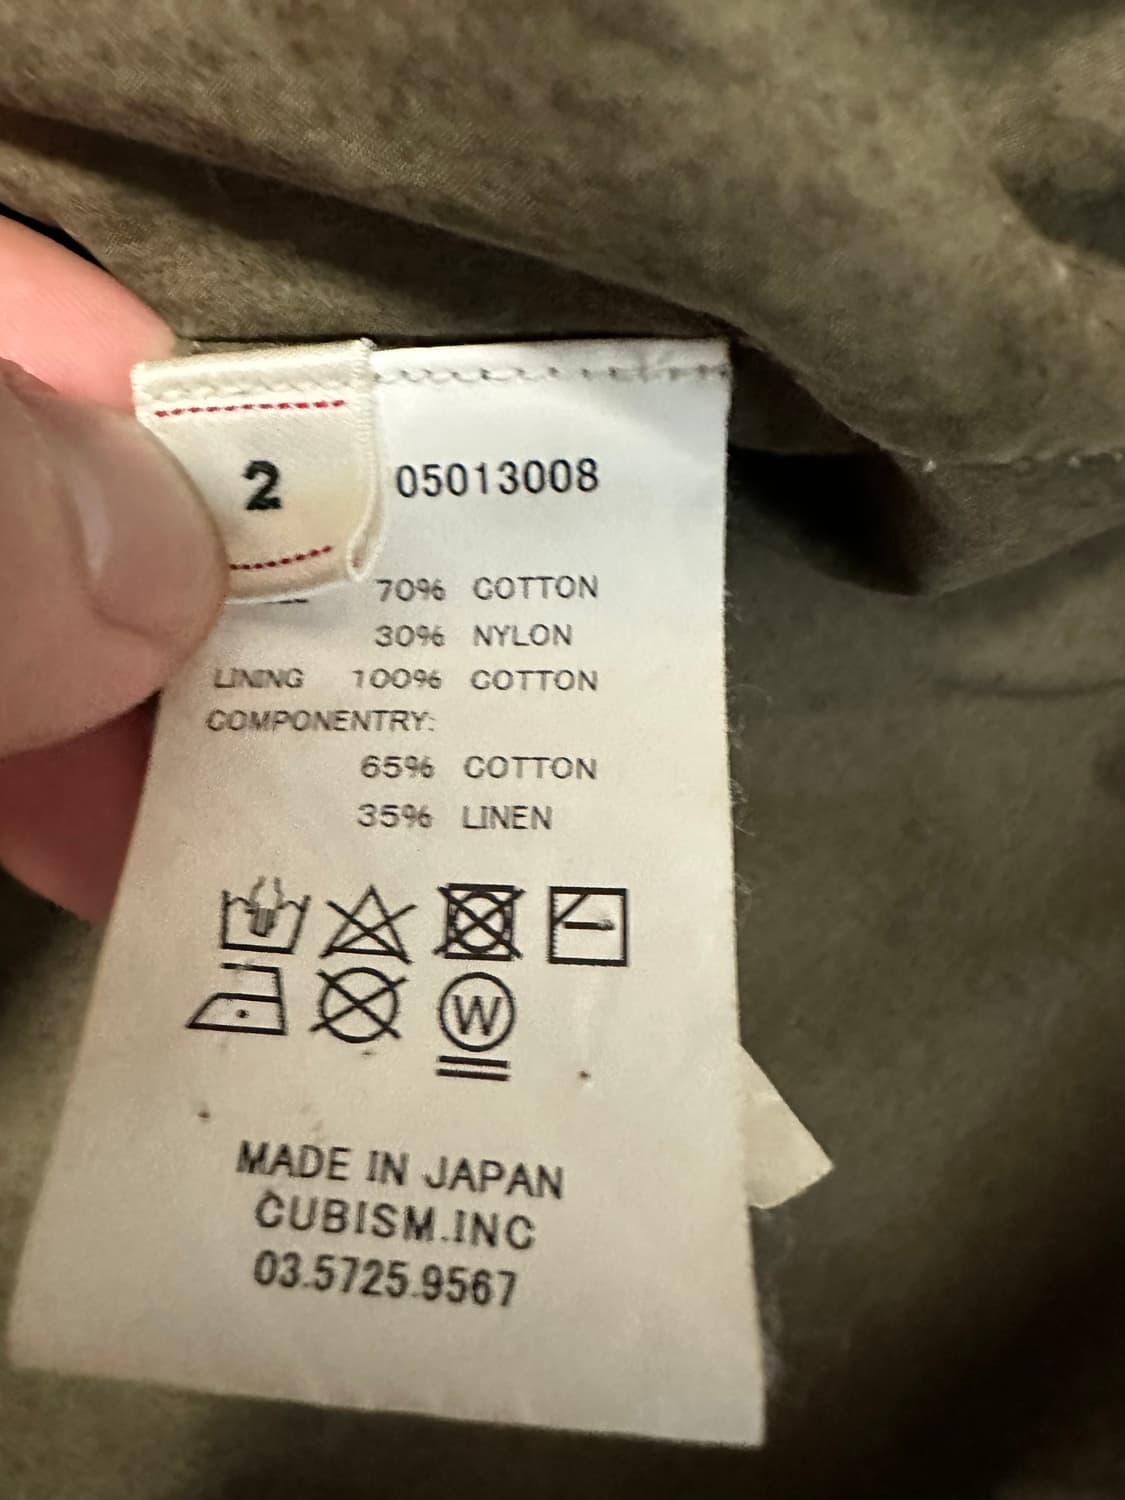 2
05013008
70% COTTON
30% NYLON
LINING 100% COTTON
COMPONENTRY:
65% COTTON
35% LINEN
W
MADE IN JAPAN
CUBISM.INC
03.5725.9567